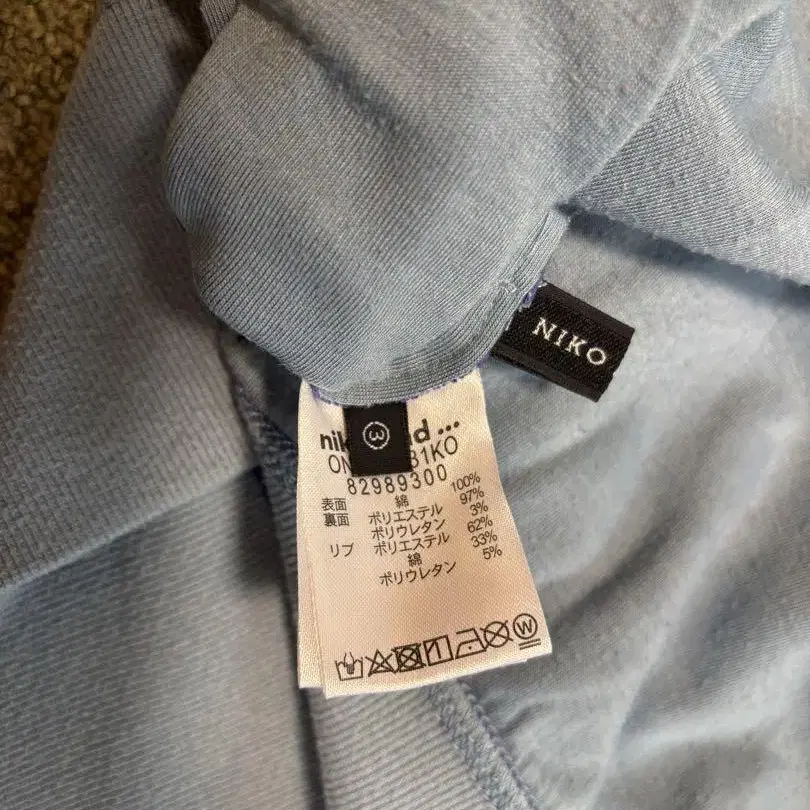 NIKO
3
nik nd ...
ON 31KO
82989300
表面 綿 100%
裏面 ポリエステル 97%
ポリウレタン 3%
リブ ポリエステル 62%
綿 33%
ポリウレタン 5%
W